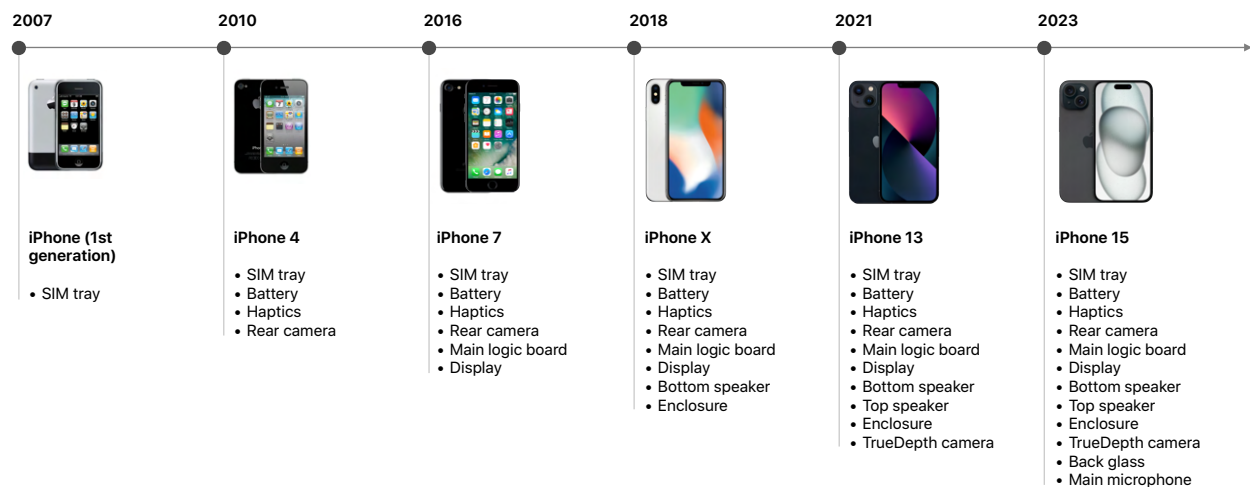 2007
2010
2016
2018
2021
2023
iPhone (1st
generation)
• SIM tray
iPhone 4
• SIM tray
• Battery
• Haptics
• Rear camera
iPhone 7
• SIM tray
• Battery
• Haptics
• Rear camera
• Main logic board
• Display
iPhone X
• SIM tray
• Battery
• Haptics
• Rear camera
• Main logic board
• Display
• Bottom speaker
• Enclosure
iPhone 13
• SIM tray
• Battery
• Haptics
• Rear camera
• Main logic board
• Display
• Bottom speaker
• Top speaker
• Enclosure
• TrueDepth camera
iPhone 15
• SIM tray
• Battery
• Haptics
• Rear camera
• Main logic board
• Display
• Bottom speaker
• Top speaker
• Enclosure
• TrueDepth camera
• Back glass
• Main microphone